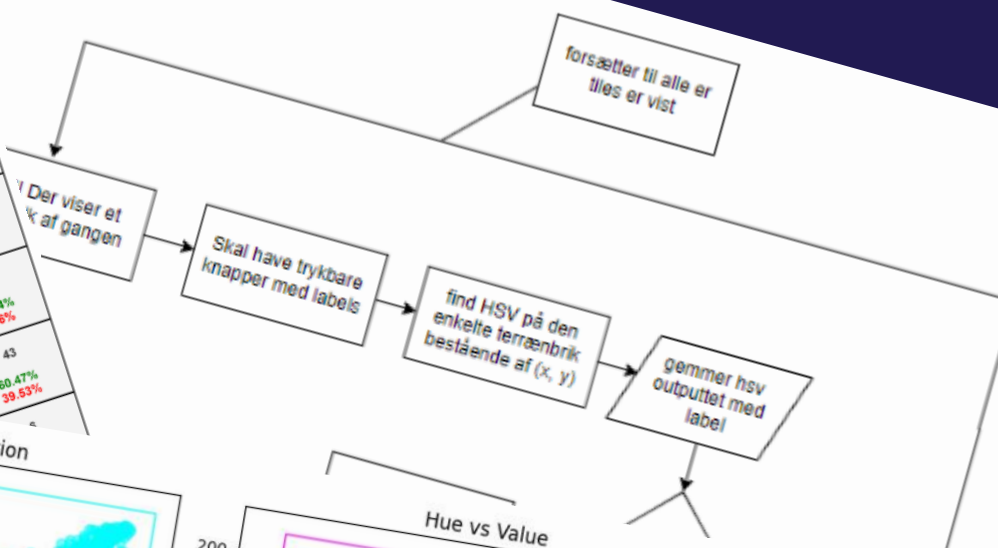 forsætter til alle er
tiles er vist
Der viser et
af gangen
Skal have trykbare
knapper med labels
find HSV på den
enkelte terrænbrik
bestående af (x, y)
gemmer hsv
outputtet med
label
43
60.47%
39.53%
Hue vs Value
200